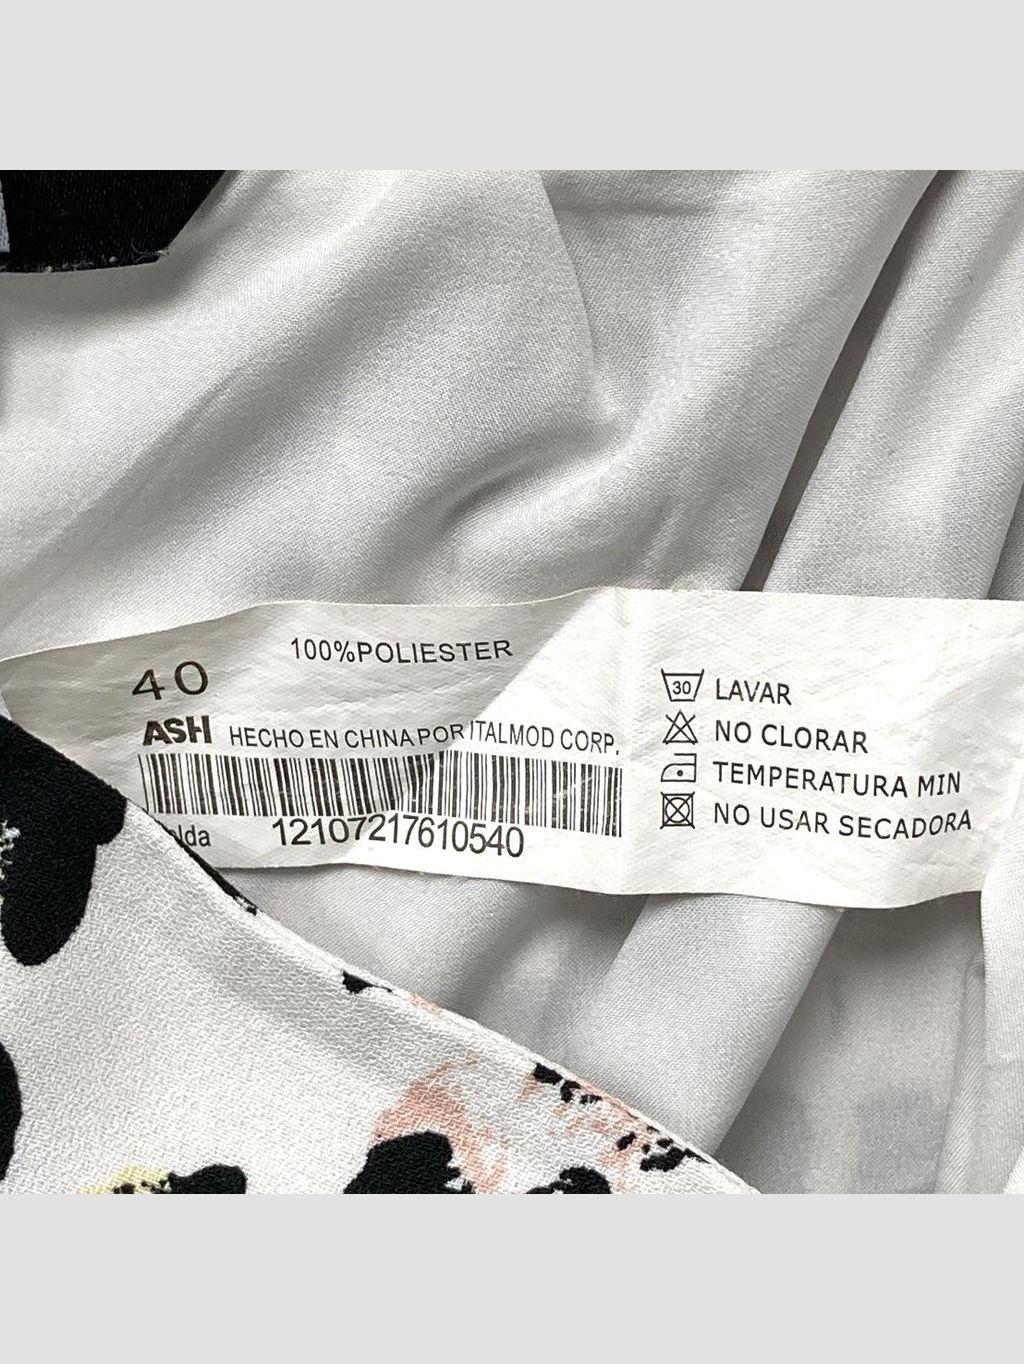 100%POLIESTER
40
ASH HECHO EN CHINA POR ITALMOD CORP.
12107217610540
30 LAVAR
NO CLORAR
TEMPERATURA MIN
NO USAR SECADORA